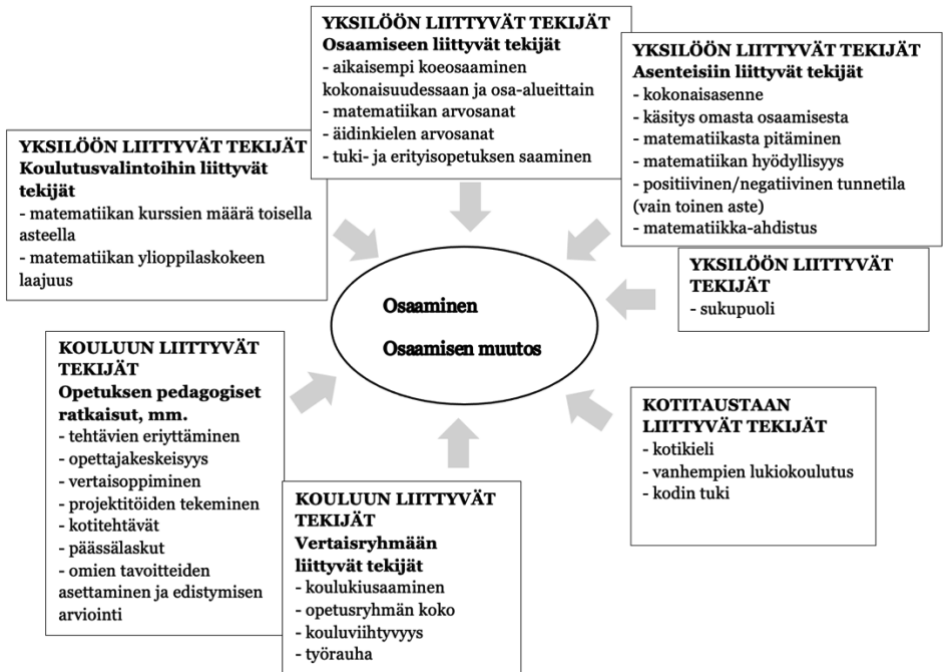 YKSILÖÖN LIITTYVÄT TEKIJÄT
Osaamiseen liittyvät tekijät
- aikaisempi koeosaaminen
kokonaisuudessaan ja osa-alueittain
- matematiikan arvosanat
- äidinkielen arvosanat
- tuki- ja erityisopetuksen saaminen
YKSILÖÖN LIITTYVÄT TEKIJÄT
Asenteisiin liittyvät tekijät
- kokonaisasenne
- käsitys omasta osaamisesta
- matematiikasta pitäminen
- matematiikan hyödyllisyys
- positiivinen/negatiivinen tunnetila
(vain toinen aste)
- matematiikka-ahdistus
YKSILÖÖN LIITTYVÄT TEKIJÄT
Koulutusvalintoihin liittyvät
tekijät
- matematiikan kurssien määrä toisella
asteella
- matematiikan ylioppilaskokeen
laajuus
YKSILÖÖN LIITTYVÄT
TEKIJÄT
- sukupuoli
Osaaminen
Osaamisen muutos
KOULUUN LIITTYVÄT
TEKIJÄT
Opetuksen pedagogiset
ratkaisut, mm.
- tehtävien eriyttäminen
- opettajakeskeisyys
- vertaisoppiminen
- projektitöiden tekeminen
- kotitehtävät
- päässälaskut
- omien tavoitteiden
asettaminen ja edistymisen
arviointi
KOULUUN LIITTYVÄT
TEKIJÄT
Vertaisryhmään
liittyvät tekijät
- koulukiusaaminen
- opetusryhmän koko
- kouluviihtyvyys
- työrauha
KOTITAUSTAAN
LIITTYVÄT TEKIJÄT
- kotikieli
- vanhempien lukiokoulutus
- kodin tuki